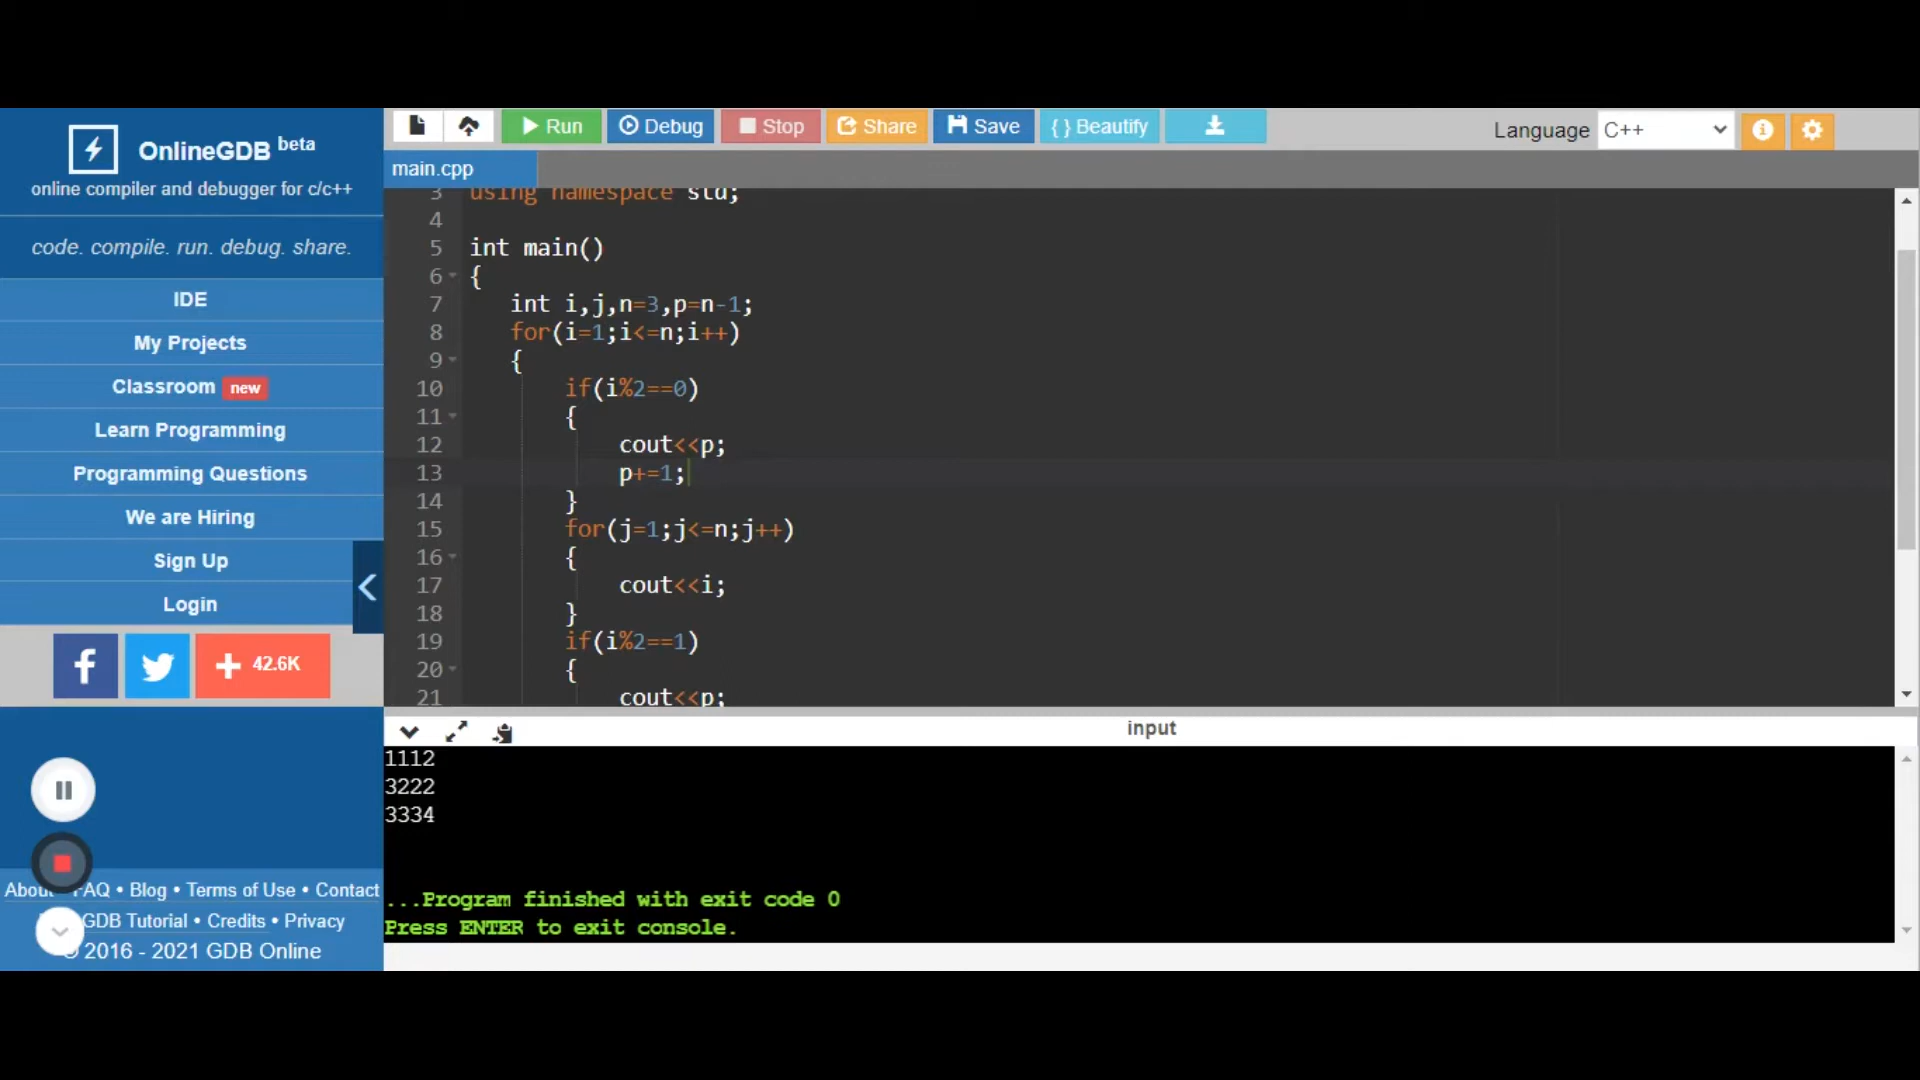 OnlineGDB beta
online compiler and debugger for c/c++
code. compile. run. debug. share.
IDE
My Projects
Classroom new
Learn Programming
Programming Questions
We are Hiring
Sign Up
Login
f
+ 42.6K
FAQ • Blog • Terms of Use • Contact
GDB Tutorial • Credits • Privacy
2016 - 2021 GDB Online
Run
Debug
Stop
Share
Save
{ } Beautify
Language C++
main.cpp
3 using namespace std;
4
5 int main()
6 {
7 int i,j,n=3,p=n-1;
8 for(i=1;i<=n;i++)
9 {
10 if(i%2==0)
11 {
12 cout<<p;
13 p+=1;
14 }
15 for(j=1;j<=n;j++)
16 {
17 cout<<i;
18 }
19 if(i%2==1)
20 {
21 cout<<p;
input
1112
3222
3334
...Program finished with exit code 0
Press ENTER to exit console.